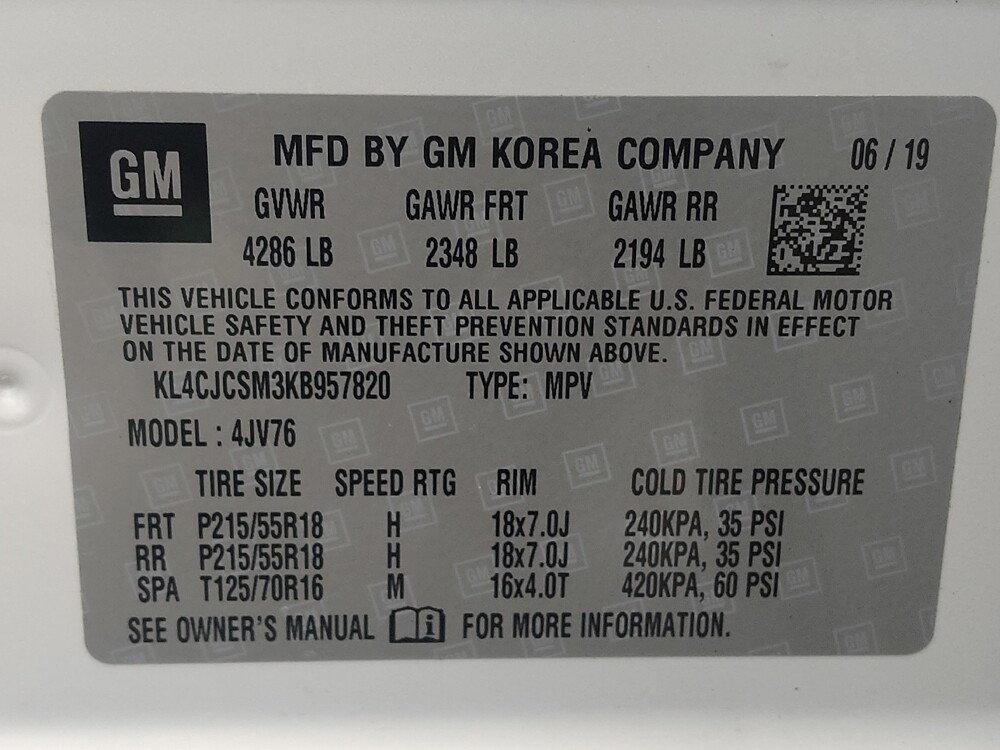 GM MFD BY GM KOREA COMPANY 06 / 19
GVWR GAWR FRT GAWR RR
4286 LB 2348 LB 2194 LB
THIS VEHICLE CONFORMS TO ALL APPLICABLE U.S. FEDERAL MOTOR
VEHICLE SAFETY AND THEFT PREVENTION STANDARDS IN EFFECT
ON THE DATE OF MANUFACTURE SHOWN ABOVE.
KL4CJCSM3KB957820 TYPE: MPV
MODEL : 4JV76
TIRE SIZE SPEED RTG RIM COLD TIRE PRESSURE
FRT P215/55R18 H 18x7.0J 240KPA, 35 PSI
RR P215/55R18 H 18x7.0J 240KPA, 35 PSI
SPA T125/70R16 M 16x4.0T 420KPA, 60 PSI
SEE OWNER'S MANUAL i FOR MORE INFORMATION.